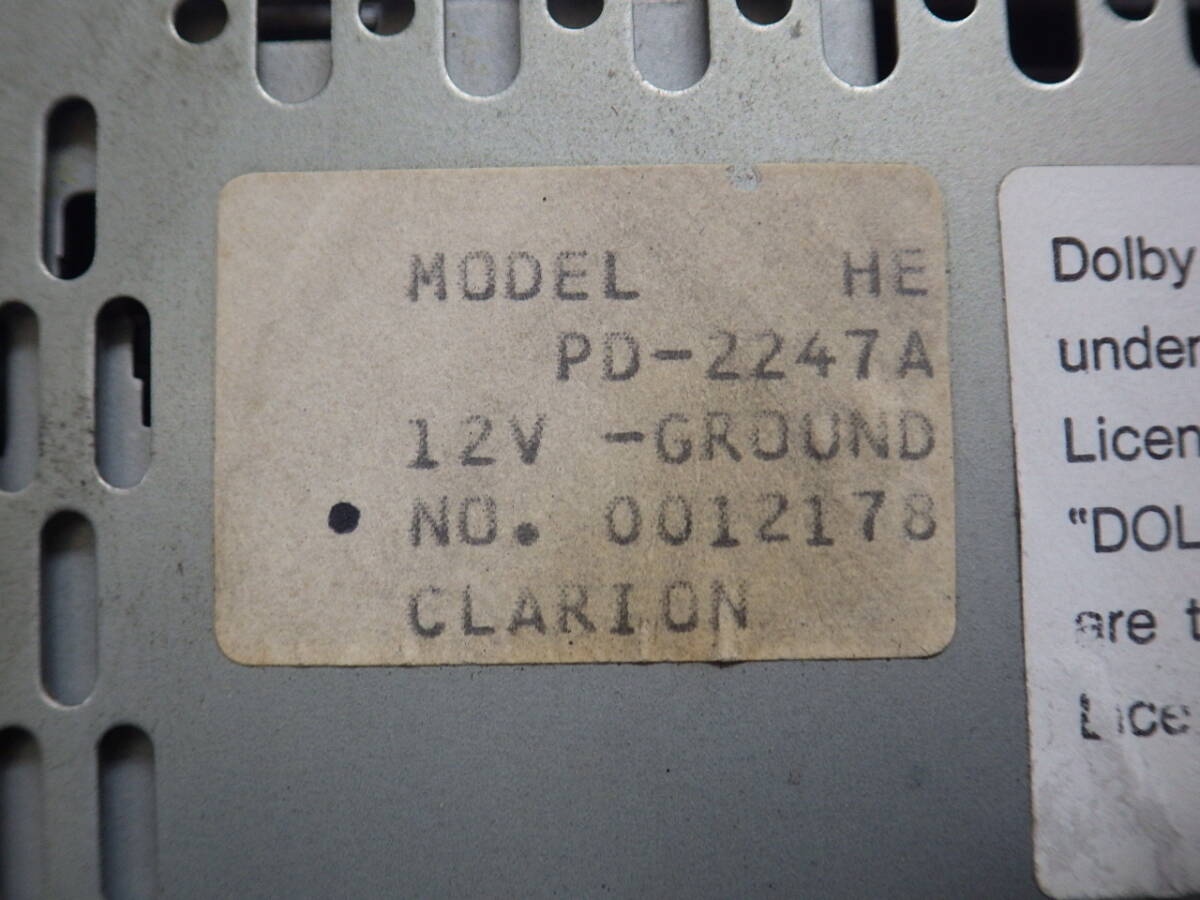 MODEL HE
PD-2247A
12V -GROUND
NO. 0012178
CLARION
Dolby
under
Licen
"DOL
are t
Lice